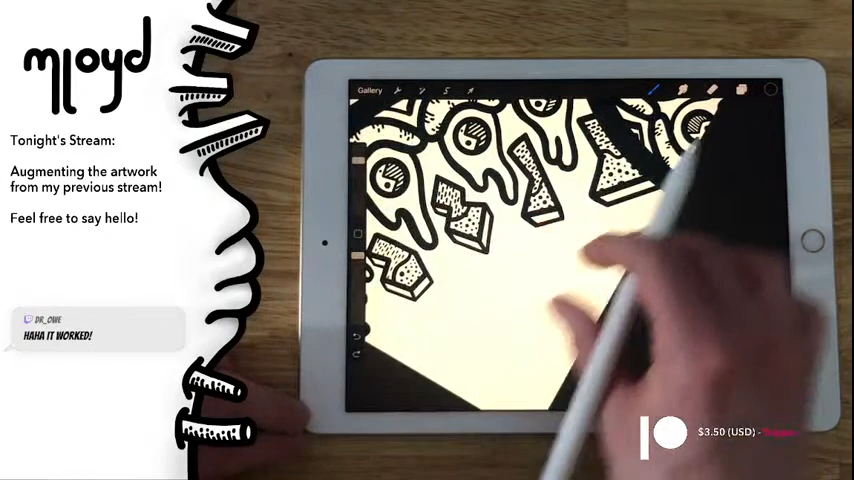 mloyd
Tonight's Stream:
Augmenting the artwork
from my previous stream!
Feel free to say hello!
DR_OWE
HAHA IT WORKED!
Gallery
$3.50 (USD) -